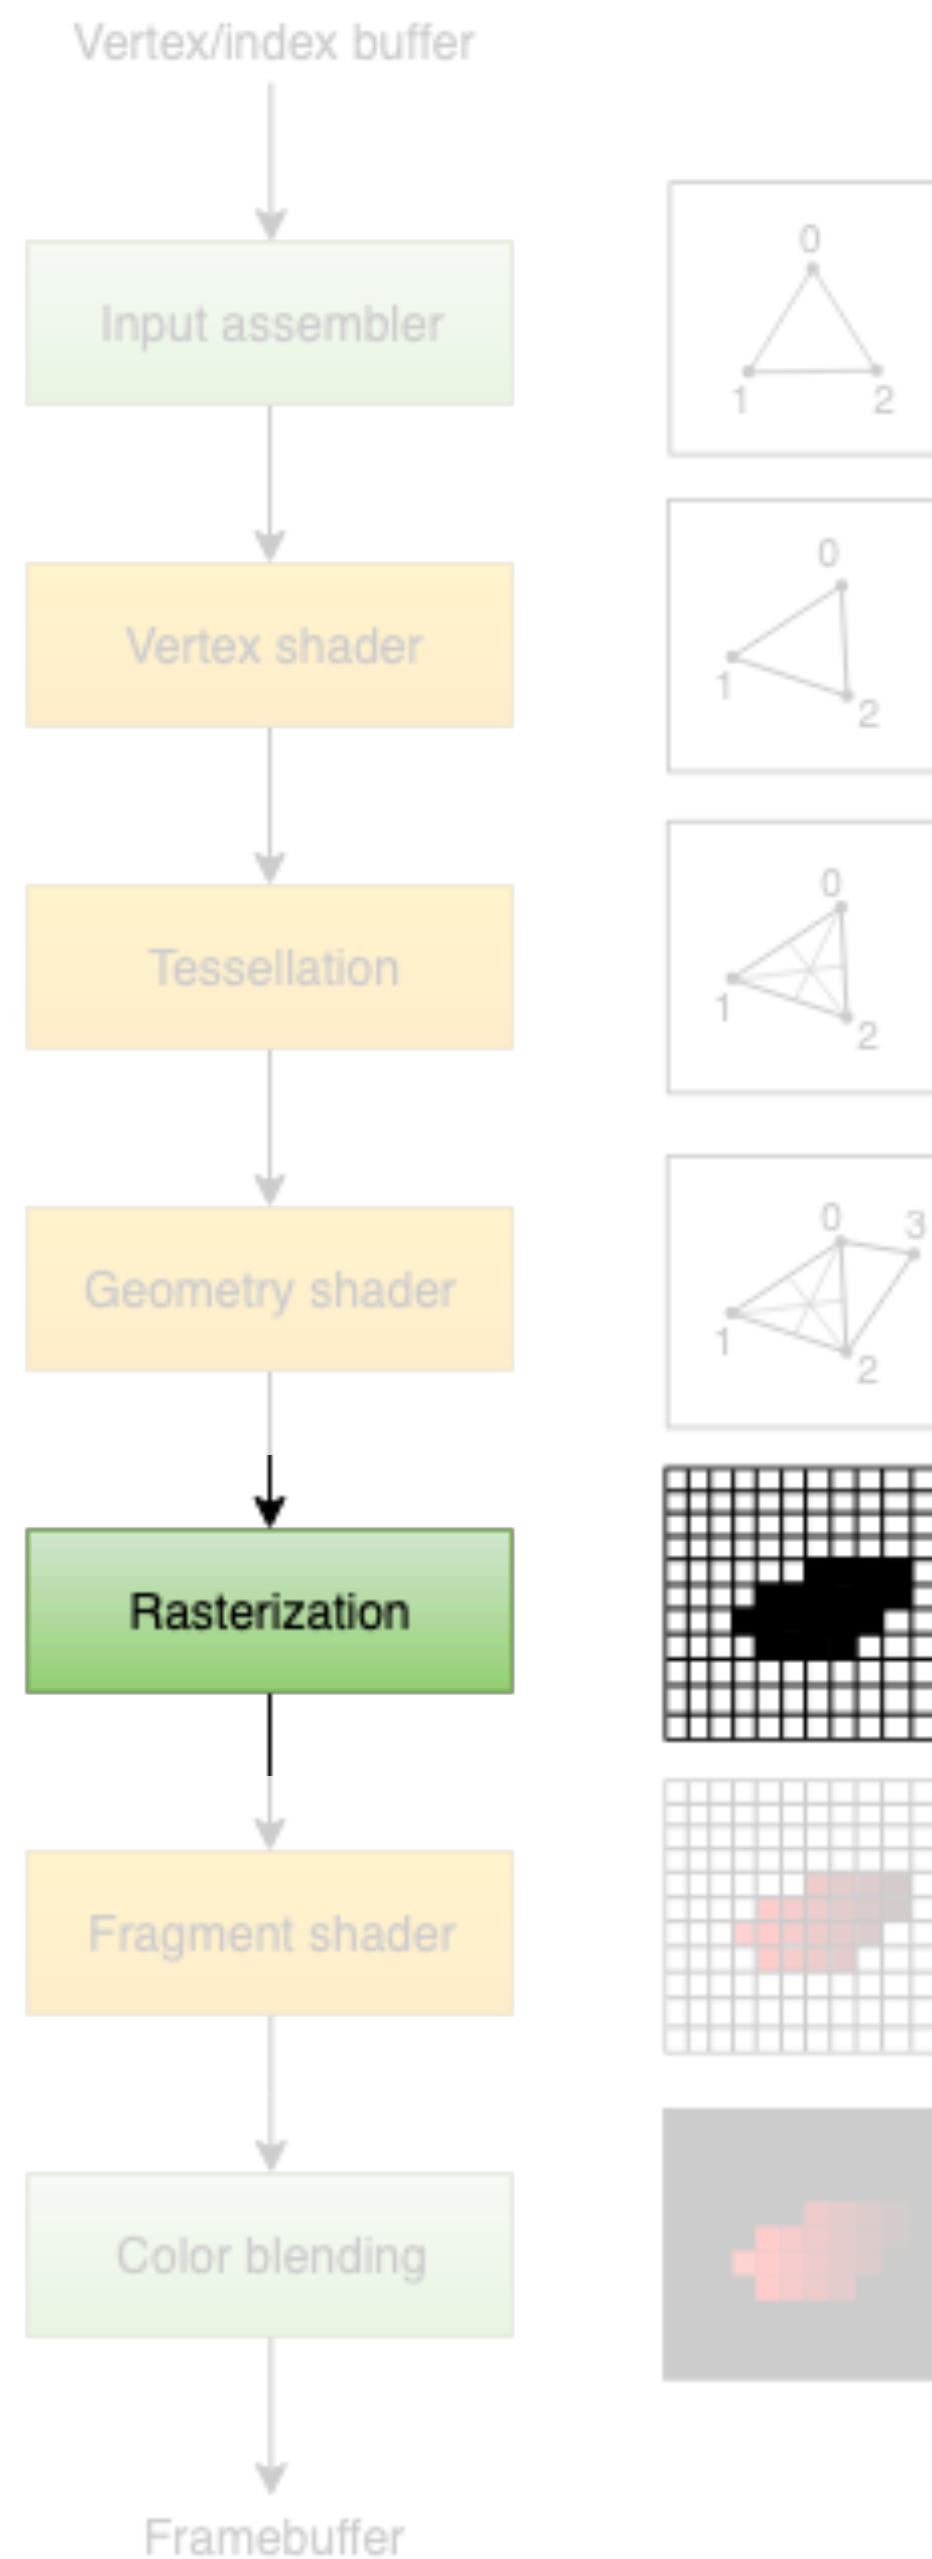 Vertex/index buffer
Input assembler
0
1
2
Vertex shader
0
1
2
Tessellation
0
1
2
Geometry shader
0
3
1
2
Rasterization
Fragment shader
Color blending
Framebuffer